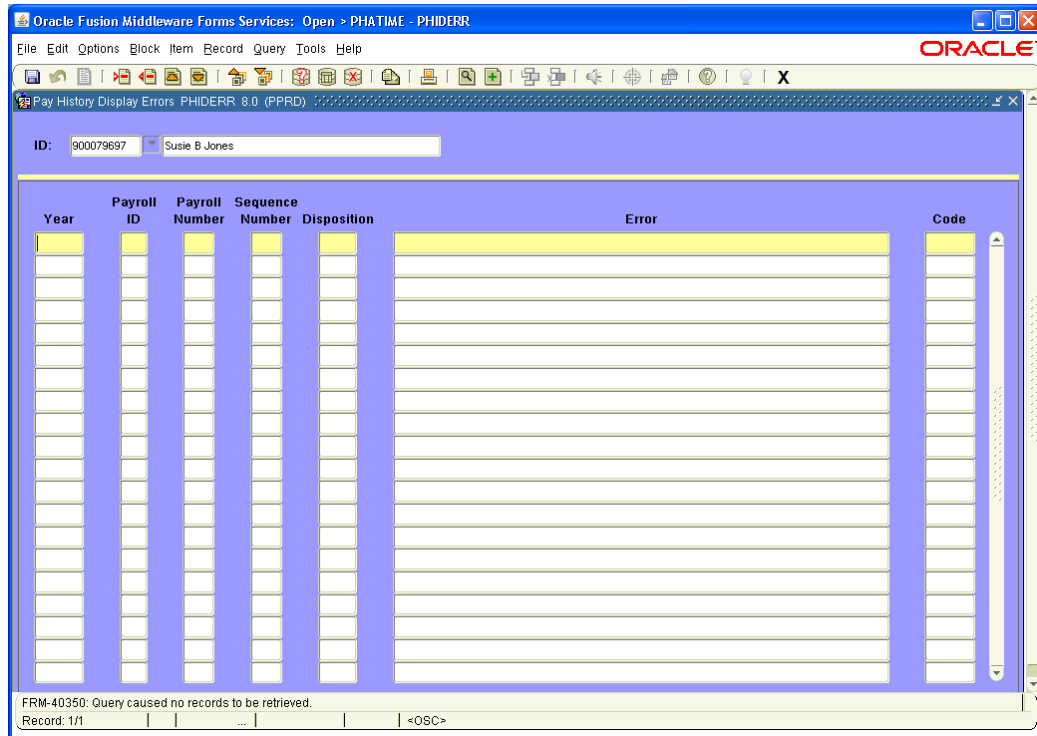 Oracle Fusion Middleware Forms Services: Open > PHATIME - PHIDERR
File Edit Options Block Item Record Query Tools Help
ORACLE
X
Pay History Display Errors PHIDERR 8.0 (PPRD)
ID: 900079697 Susie B Jones
Payroll Payroll Sequence
Year ID Number Number Disposition Error Code
FRM-40350: Query caused no records to be retrieved.
Record: 1/1 ... <OSC>